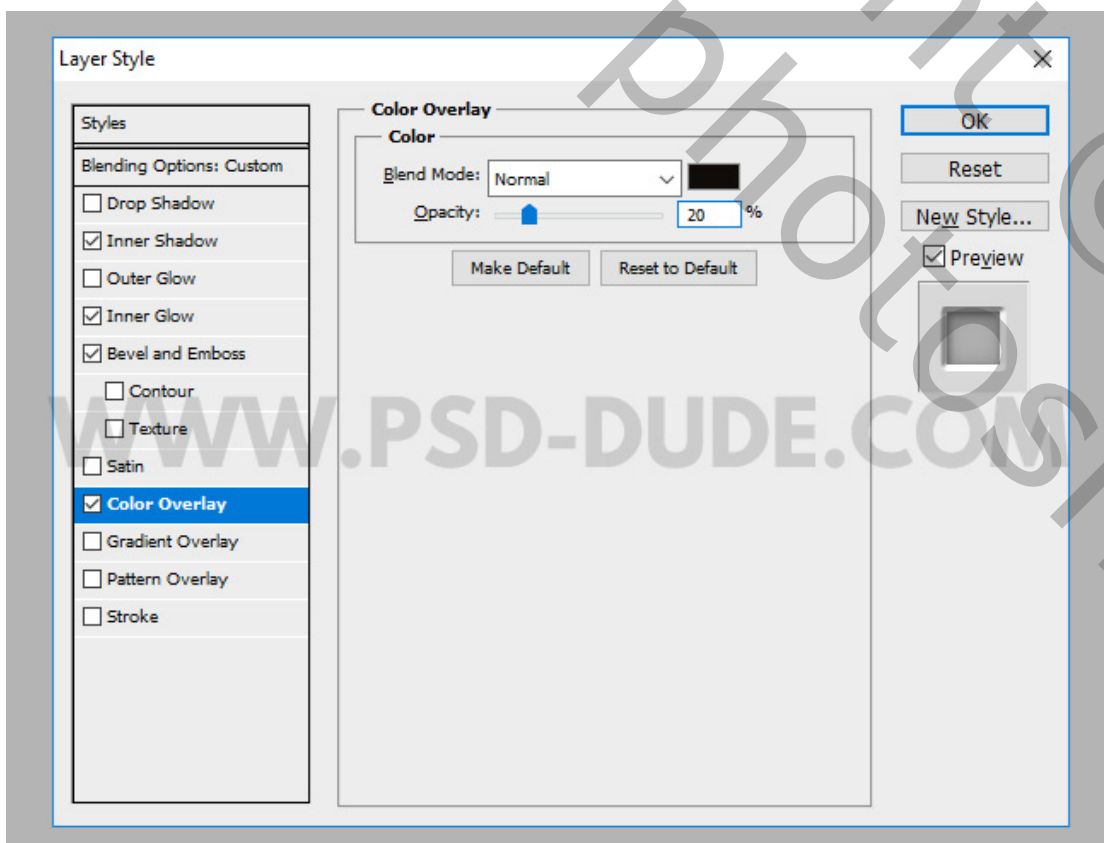 Layer Style
Styles
Blending Options: Custom
Drop Shadow
Inner Shadow
Outer Glow
Inner Glow
Bevel and Emboss
Contour
Texture
Satin
Color Overlay
Gradient Overlay
Pattern Overlay
Stroke
Color Overlay
Color
Blend Mode: Normal
Opacity: 20 %
Make Default Reset to Default
OK
Reset
New Style...
Preview
WWW.PSD-DUDE.COM